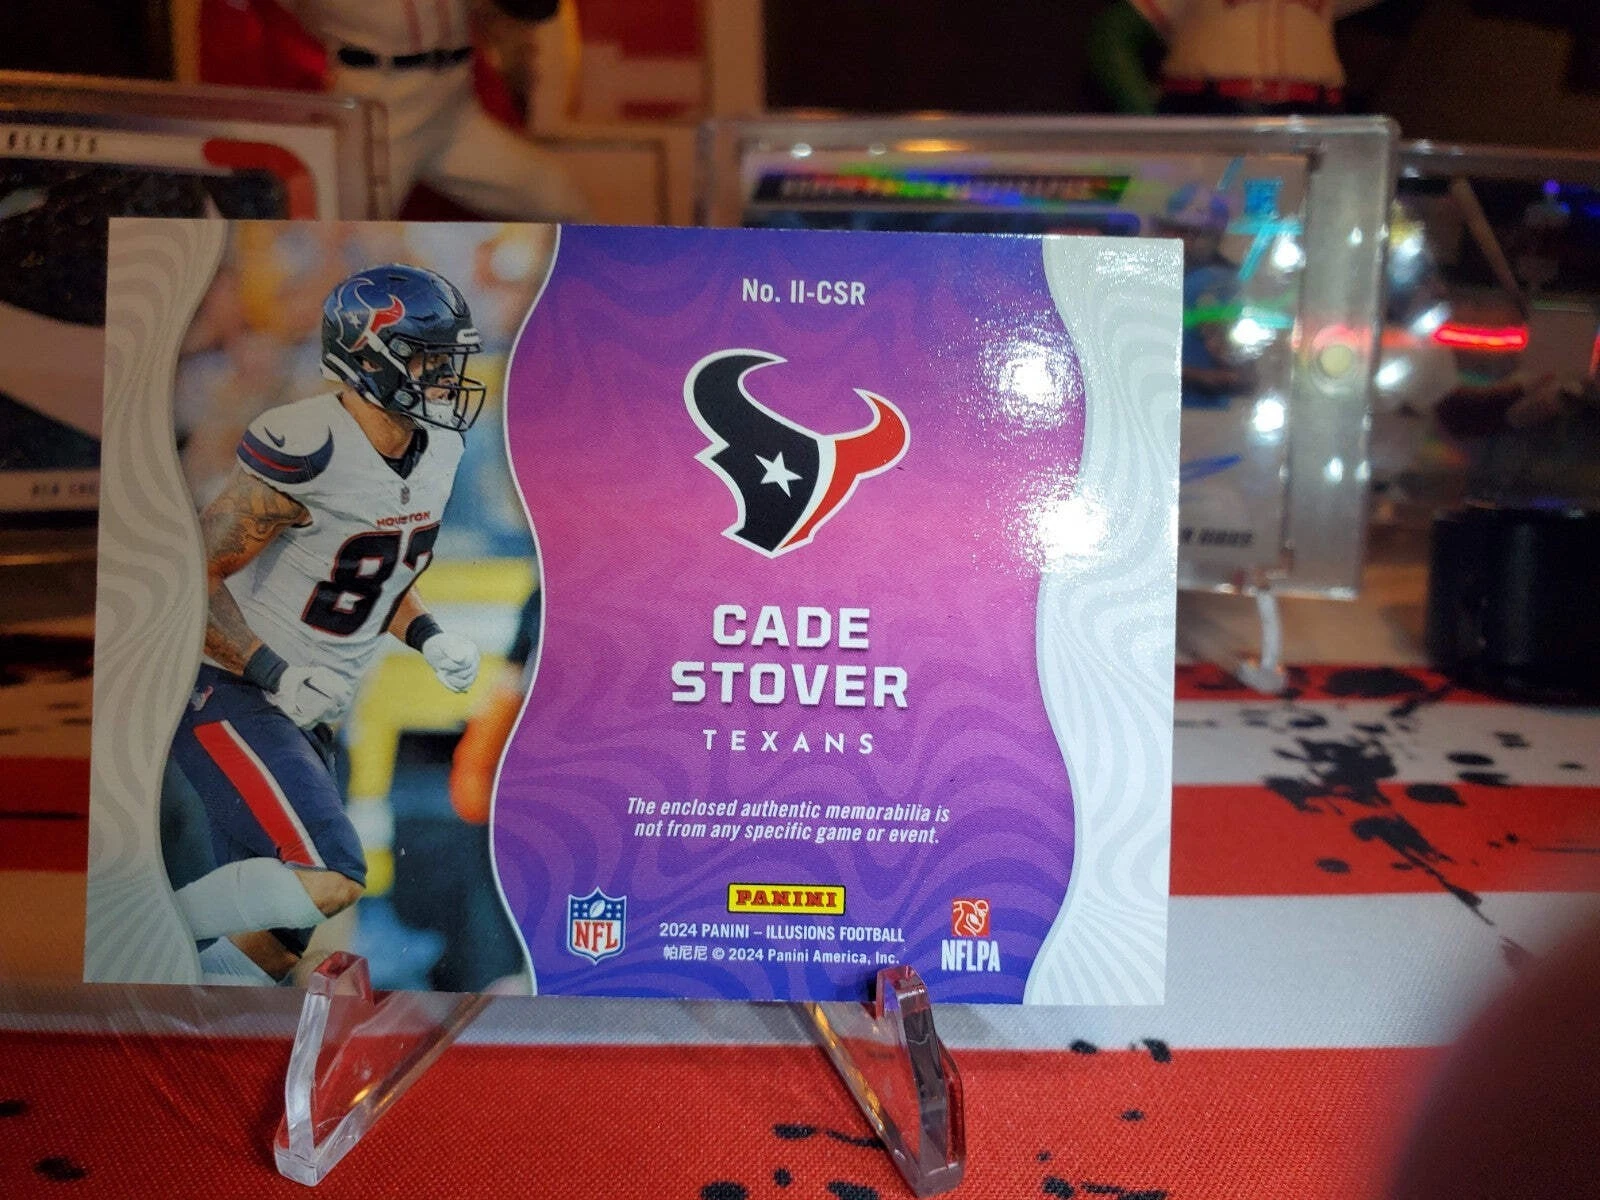 CLEATS
No. II-CSR
HOUSTON
87
CADE
STOVER
TEXANS
The enclosed authentic memorabilia is
not from any specific game or event.
PANINI
NFL
2024 PANINI – ILLUSIONS FOOTBALL
帕尼尼 © 2024 Panini America, Inc.
NFLPA